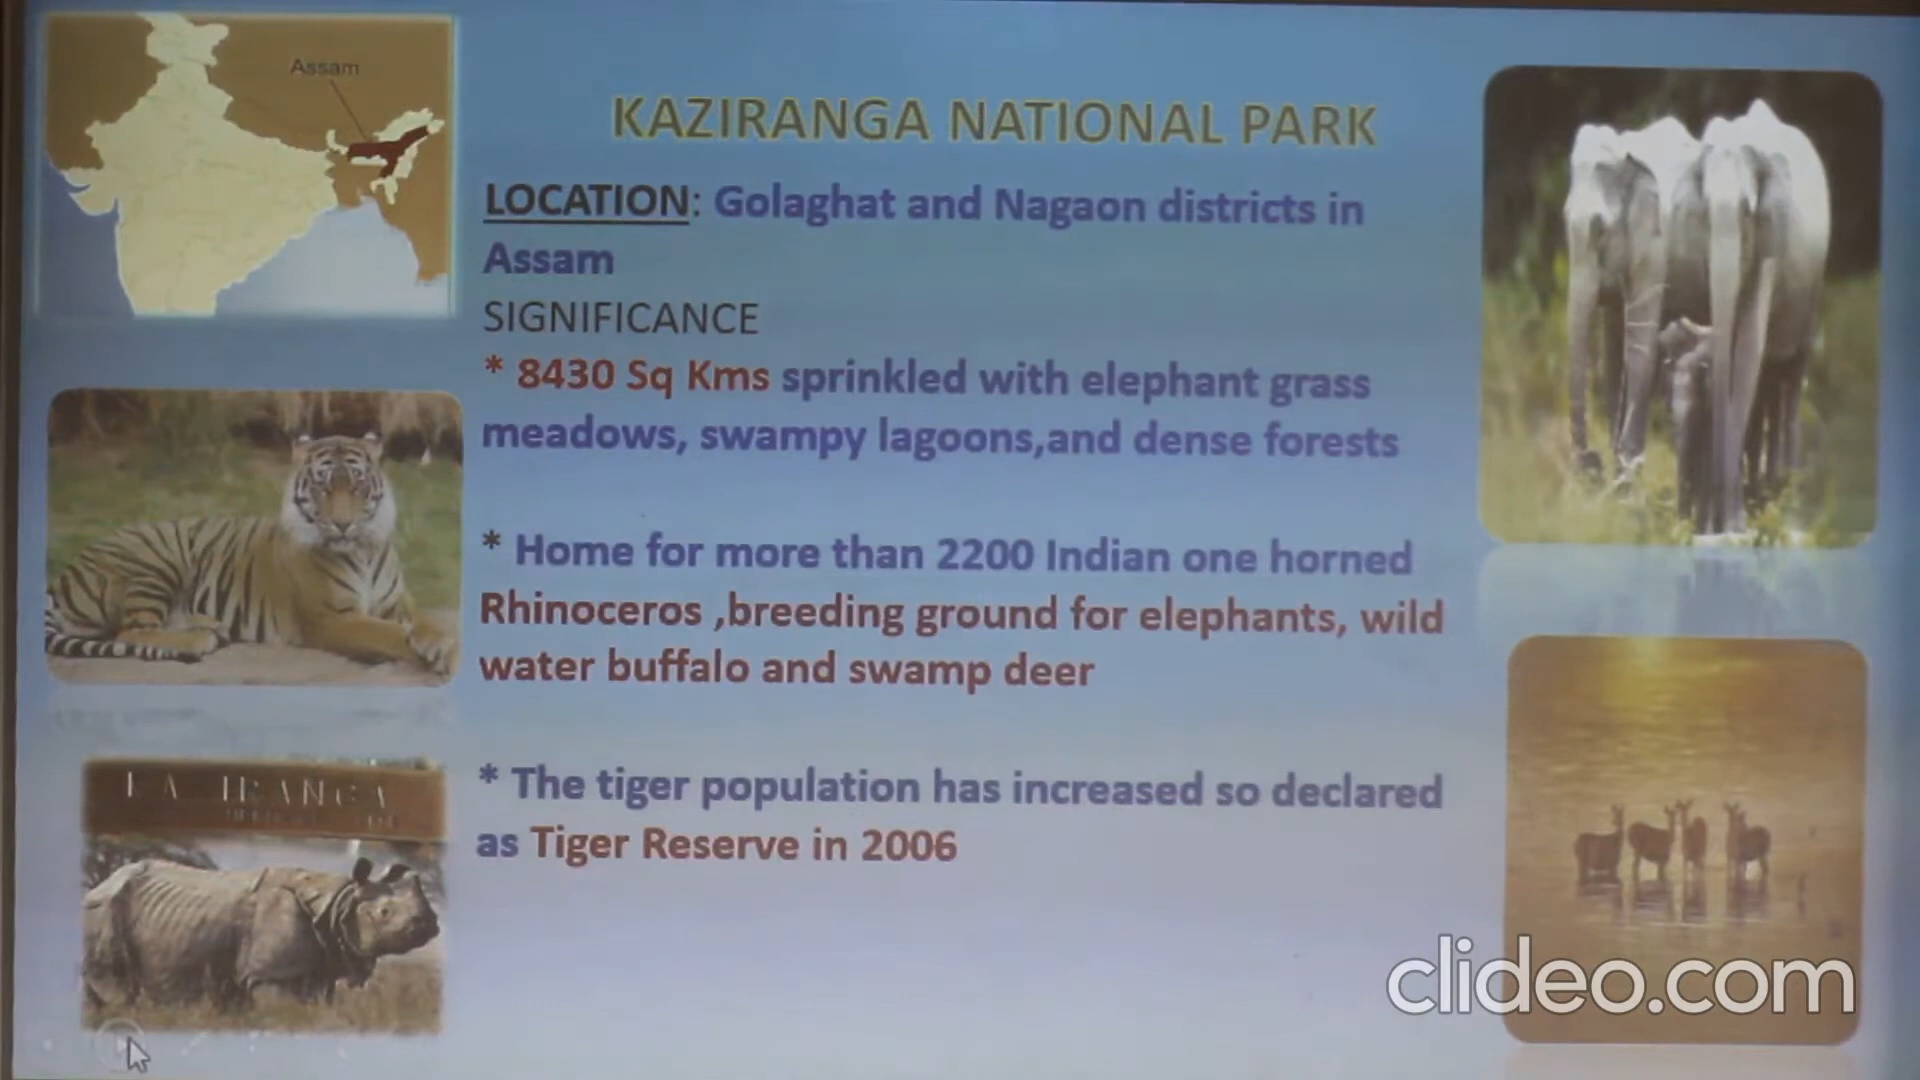 Assam
KAZIRANGA NATIONAL PARK
LOCATION: Golaghat and Nagaon districts in
Assam
SIGNIFICANCE
* 8430 Sq Kms sprinkled with elephant grass
meadows, swampy lagoons,and dense forests
* Home for more than 2200 Indian one horned
Rhinoceros ,breeding ground for elephants, wild
water buffalo and swamp deer
* The tiger population has increased so declared
as Tiger Reserve in 2006
clideo.com